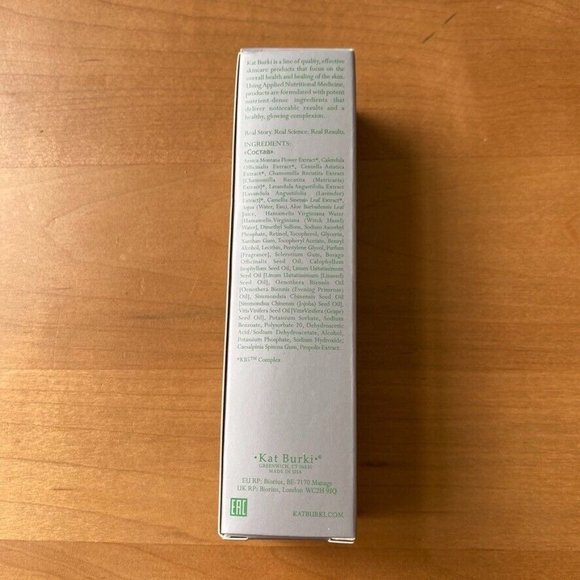 Kat Burki is a line of quality, effective
skincare products that focus on the
overall health and healing of the skin.
Using Applied Nutritional Medicine,
products are formulated with potent
nutrient-dense ingredients that
deliver noticeable results and a
healthy, glowing complexion.
Real Story. Real Science. Real Results.
INGREDIENTS:
«Состав»
Arnica Montana Flower Extract*, Calendula
Officinalis Extract*, Centella Asiatica
Extract*, Chamomilla Recutita Extract
[Chamomilla Recutita (Matricaria)
Extract]*, Lavandula Angustifolia Extract
[Lavandula Angustifolia (Lavender)
Extract]*, Camellia Sinensis Leaf Extract*,
Aqua (Water, Eau), Aloe Barbadensis Leaf
Juice, Hamamelis Virginiana Water
[Hamamelis Virginiana (Witch Hazel)
Water], Dimethyl Sulfone, Sodium Ascorbyl
Phosphate, Retinol, Tocopherol, Glycerin,
Xanthan Gum, Tocopheryl Acetate, Benzyl
Alcohol, Lecithin, Pentylene Glycol, Parfum
[Fragrance], Sclerotium Gum, Borago
Officinalis Seed Oil, Calophyllum
Inophyllum Seed Oil, Linum Usitatissimum
Seed Oil [Linum Usitatissimum (Linseed)
Seed Oil], Oenothera Biennis Oil
[Oenothera Biennis (Evening Primrose)
Oil], Simmondsia Chinensis Seed Oil
[Simmondsia Chinensis (Jojoba) Seed Oil],
Vitis Vinifera Seed Oil [Vitis Vinifera (Grape)
Seed Oil], Potassium Sorbate, Sodium
Benzoate, Polysorbate 20, Dehydroacetic
Acid/Sodium Dehydroacetate, Alcohol,
Potassium Phosphate, Sodium Hydroxide,
Caesalpinia Spinosa Gum, Propolis Extract.
*KB5™ Complex
•Kat Burki•®
GREENWICH, CT 06830
MADE IN USA
EU RP: Biorius, BE-7170 Manage
UK RP: Biorius, London WC2H 9JQ
EAC
KATBURKI.COM